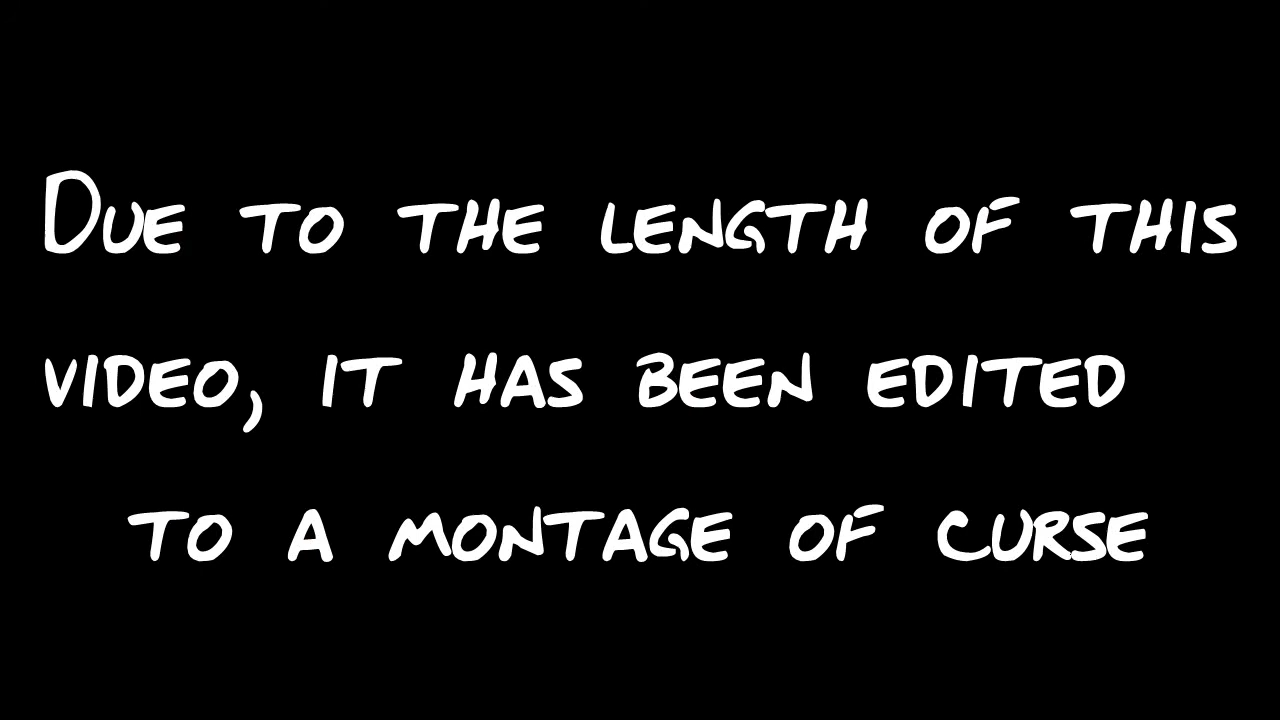 Due to the length of this
video, it has been edited
to a montage of curse